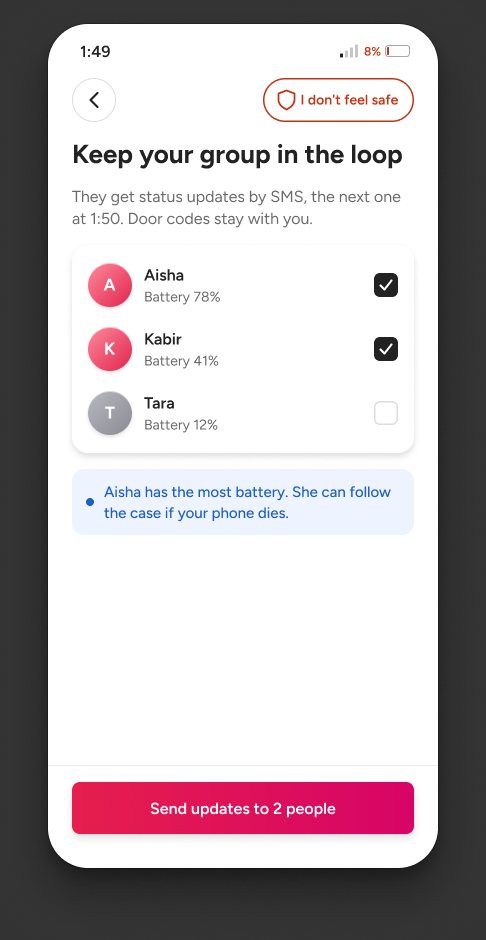 1:49
8%
I don't feel safe
Keep your group in the loop
They get status updates by SMS, the next one
at 1:50. Door codes stay with you.
A
Aisha
Battery 78%
K
Kabir
Battery 41%
T
Tara
Battery 12%
Aisha has the most battery. She can follow
the case if your phone dies.
Send updates to 2 people